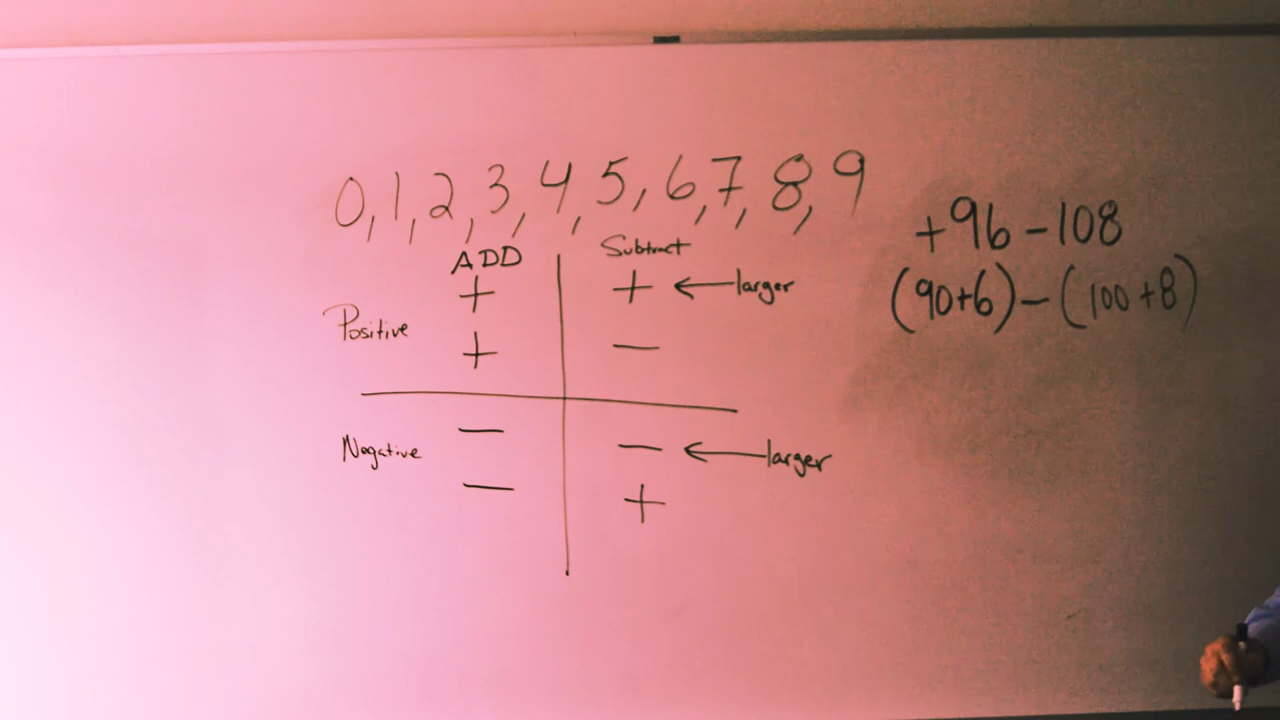 0, 1, 2, 3, 4, 5, 6, 7, 8, 9
ADD Subtract
Positive
+ + ← larger
+ −
Negative
− − ← larger
− +
+96 − 108
(90+6) − (100+8)